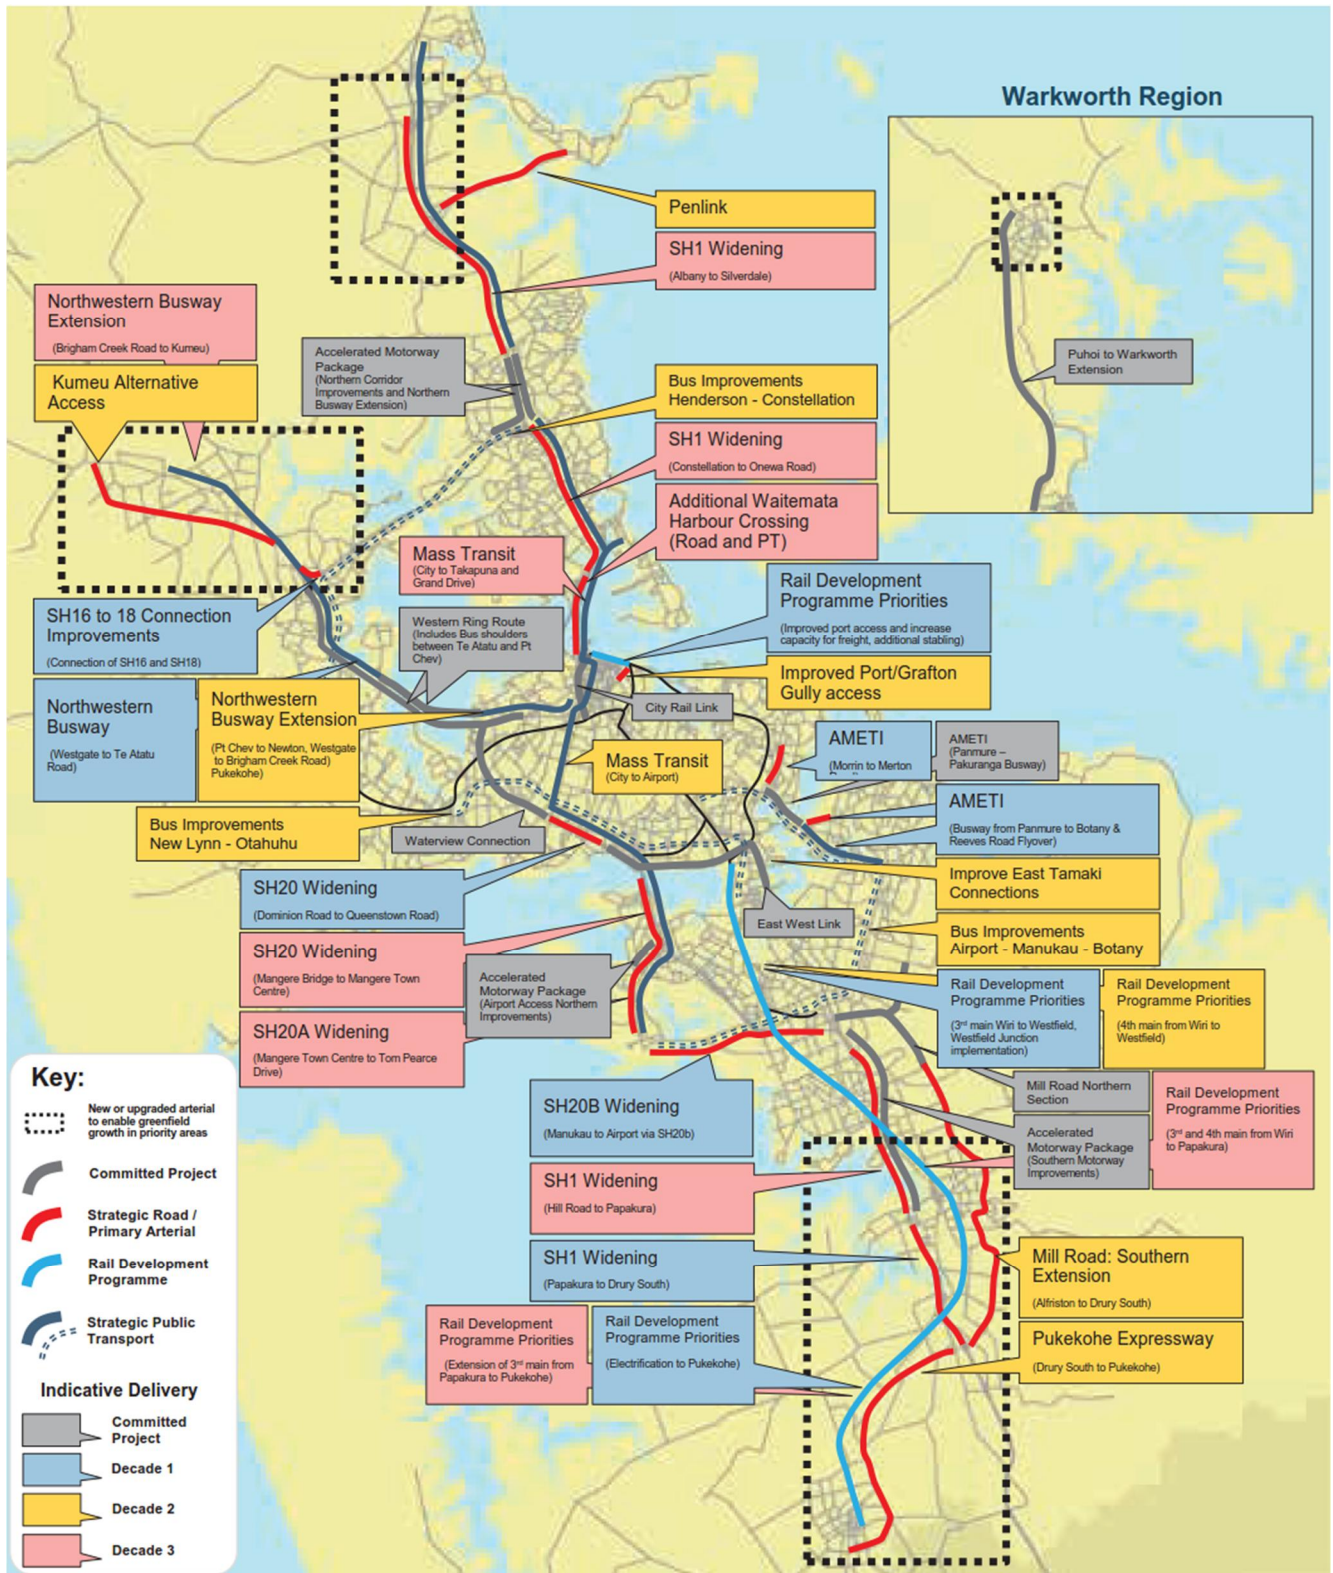 Warkworth Region
Puhoi to Warkworth
Extension
Penlink
SH1 Widening
(Albany to Silverdale)
Northwestern Busway
Extension
(Brigham Creek Road to Kumeu)
Kumeu Alternative
Access
Accelerated Motorway
Package
(Northern Corridor
Improvements and Northern
Busway Extension)
Bus Improvements
Henderson - Constellation
SH1 Widening
(Constellation to Onewa Road)
Additional Waitemata
Harbour Crossing
(Road and PT)
Mass Transit
(City to Takapuna and
Grand Drive)
Rail Development
Programme Priorities
(Improved port access and increase
capacity for freight, additional stabling)
SH16 to 18 Connection
Improvements
(Connection of SH16 and SH18)
Western Ring Route
(Includes Bus shoulders
between Te Atatu and Pt
Chev)
Improved Port/Grafton
Gully access
Northwestern
Busway
(Westgate to Te Atatu
Road)
Northwestern
Busway Extension
(Pt Chev to Newton, Westgate
to Brigham Creek Road)
Pukekohe)
City Rail Link
Mass Transit
(City to Airport)
AMETI
(Morrin to Merton
AMETI
(Panmure –
Pakuranga Busway)
AMETI
(Busway from Panmure to Botany &
Reeves Road Flyover)
Bus Improvements
New Lynn - Otahuhu
Waterview Connection
Improve East Tamaki
Connections
SH20 Widening
(Dominion Road to Queenstown Road)
East West Link
Bus Improvements
Airport - Manukau - Botany
SH20 Widening
(Mangere Bridge to Mangere Town
Centre)
Accelerated
Motorway Package
(Airport Access Northern
Improvements)
Rail Development
Programme Priorities
(3rd main Wiri to Westfield,
Westfield Junction
implementation)
Rail Development
Programme Priorities
(4th main from Wiri to
Westfield)
SH20A Widening
(Mangere Town Centre to Tom Pearce
Drive)
Mill Road Northern
Section
Rail Development
Programme Priorities
(3rd and 4th main from Wiri
to Papakura)
SH20B Widening
(Manukau to Airport via SH20b)
Accelerated
Motorway Package
(Southern Motorway
Improvements)
SH1 Widening
(Hill Road to Papakura)
SH1 Widening
(Papakura to Drury South)
Mill Road: Southern
Extension
(Alfriston to Drury South)
Rail Development
Programme Priorities
(Extension of 3rd main from
Papakura to Pukekohe)
Rail Development
Programme Priorities
(Electrification to Pukekohe)
Pukekohe Expressway
(Drury South to Pukekohe)
Key:
New or upgraded arterial
to enable greenfield
growth in priority areas
Committed Project
Strategic Road /
Primary Arterial
Rail Development
Programme
Strategic Public
Transport
Indicative Delivery
Committed
Project
Decade 1
Decade 2
Decade 3